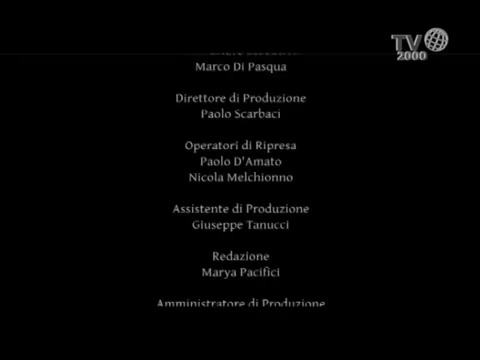 TV
2000
Marco Di Pasqua
Direttore di Produzione
Paolo Scarbaci
Operatori di Ripresa
Paolo D'Amato
Nicola Melchionno
Assistente di Produzione
Giuseppe Tanucci
Redazione
Marya Pacifici
Amministratore di Produzione